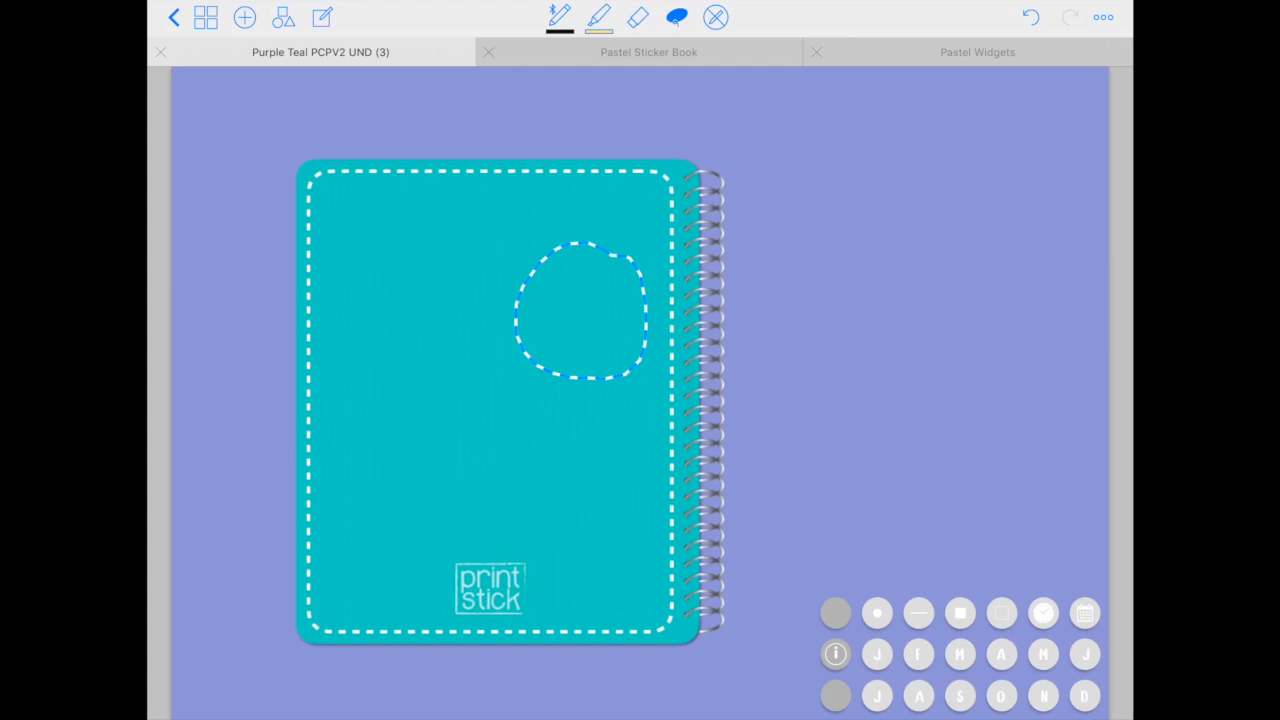 Purple Teal PCPV2 UND (3)
Pastel Sticker Book
Pastel Widgets
print
stick
i J f M A M J
J A S O N D